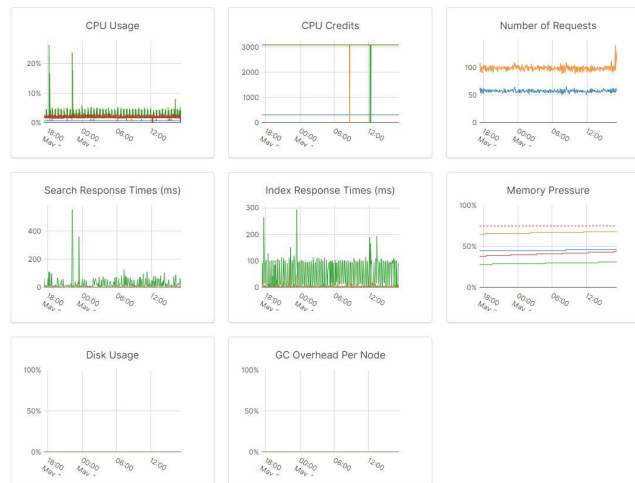 CPU Usage
20%
10%
0%
18:00
00:00
06:00
12:00
May
May
CPU Credits
3000
2000
1000
0
18:00
00:00
06:00
12:00
May
May
Number of Requests
100
50
0
18:00
00:00
06:00
12:00
May
May
Search Response Times (ms)
400
200
0
18:00
00:00
06:00
12:00
May
May
Index Response Times (ms)
300
200
100
0
18:00
00:00
06:00
12:00
May
May
Memory Pressure
100%
50%
0%
18:00
00:00
06:00
12:00
May
May
Disk Usage
100%
50%
0%
18:00
00:00
06:00
12:00
May
May
GC Overhead Per Node
100%
50%
0%
18:00
00:00
06:00
12:00
May
May